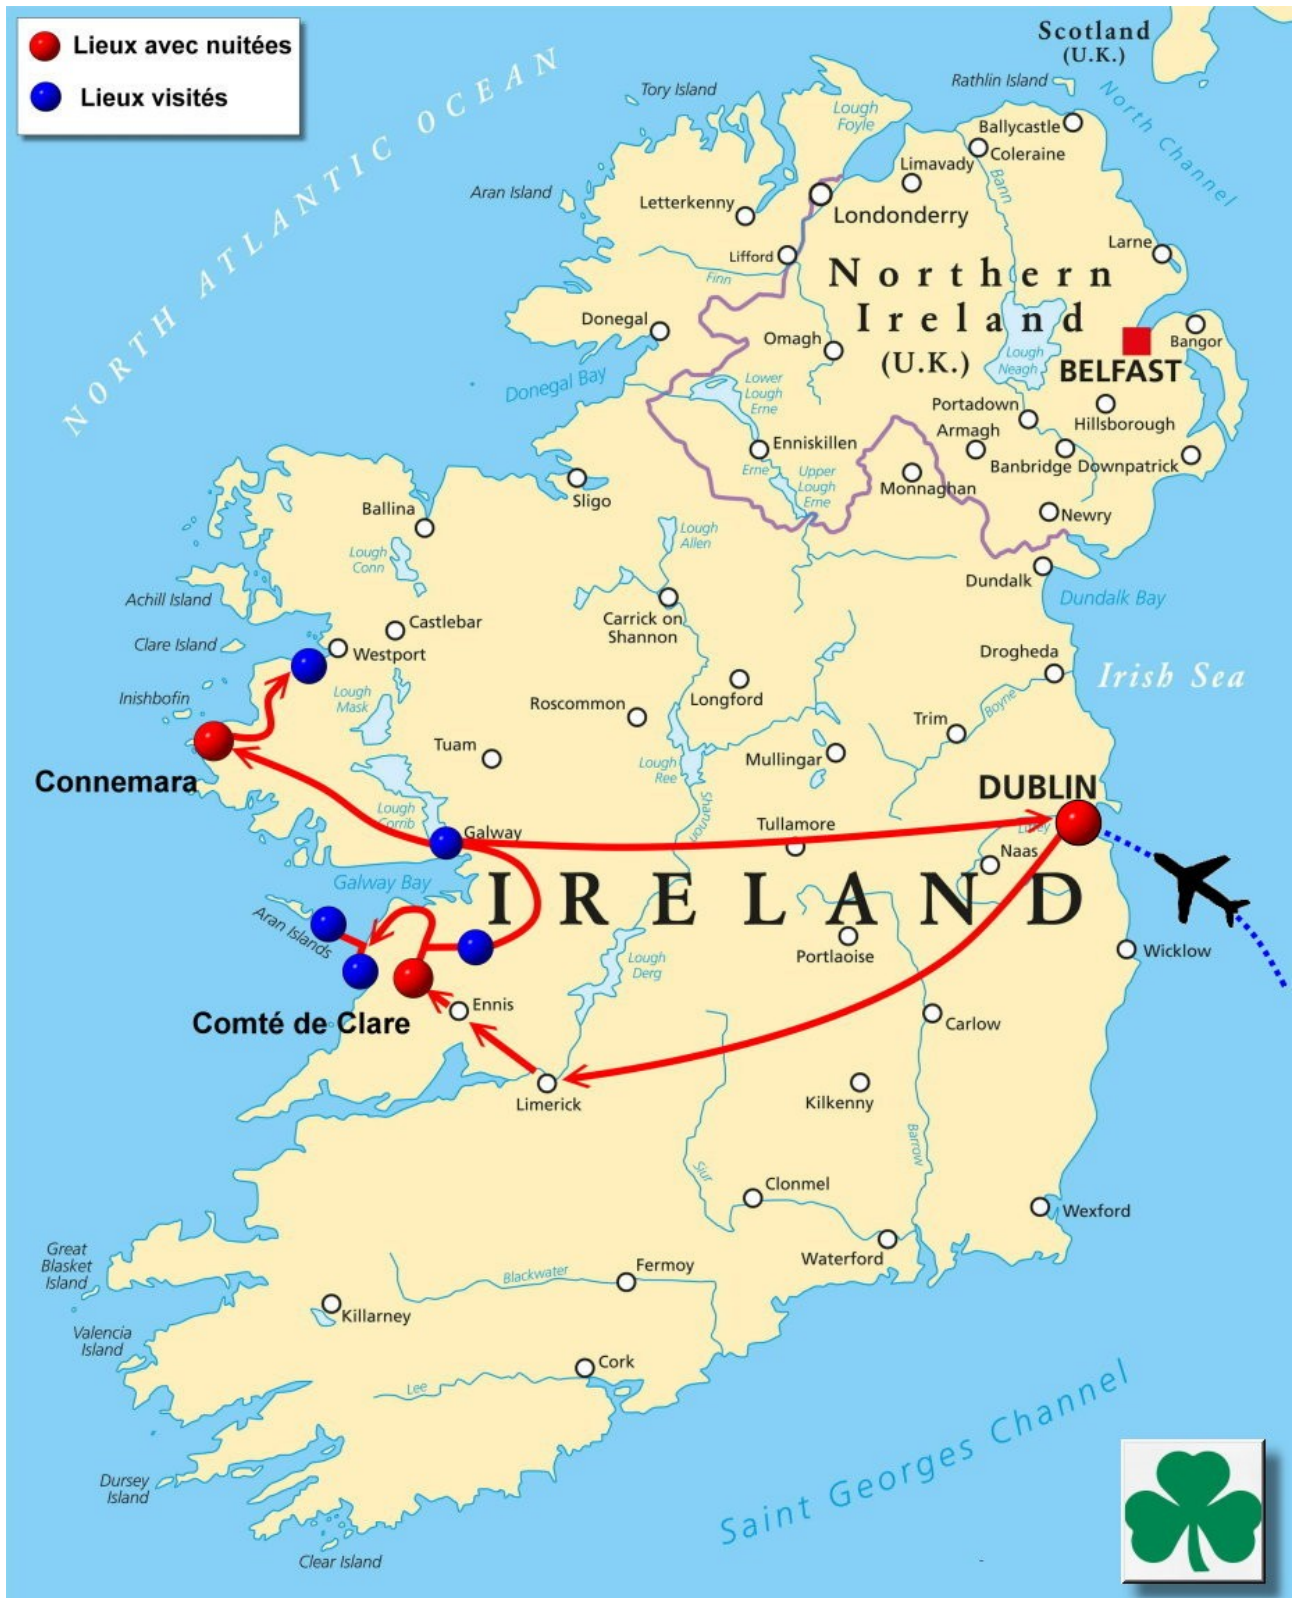 Lieux avec nuitées
Lieux visités
Scotland
(U.K.)
Rathlin Island
North Channel
NORTH ATLANTIC OCEAN
Tory Island
Lough
Foyle
Ballycastle
Coleraine
Limavady
Bann
Aran Island
Letterkenny
Londonderry
Larne
Lifford
Finn
Northern
Ireland
(U.K.)
Donegal
Omagh
Bangor
Lough
Neagh
BELFAST
Donegal Bay
Lower
Lough
Erne
Portadown
Hillsborough
Armagh
Enniskillen
Banbridge
Downpatrick
Erne
Upper
Lough
Erne
Monnaghan
Sligo
Ballina
Newry
Lough
Allen
Lough
Conn
Dundalk
Dundalk Bay
Achill Island
Carrick on
Shannon
Castlebar
Clare Island
Westport
Drogheda
Irish Sea
Inishbofin
Lough
Mask
Roscommon
Longford
Boyne
Trim
Tuam
Mullingar
Lough
Ree
Connemara
DUBLIN
Lough
Corrib
Shannon
Galway
Tullamore
Liffey
Naas
Galway Bay
IRELAND
Aran Islands
Portlaoise
Wicklow
Lough
Derg
Ennis
Comté de Clare
Carlow
Limerick
Kilkenny
Barrow
Siur
Clonmel
Wexford
Waterford
Great
Blasket
Island
Blackwater
Fermoy
Killarney
Valencia
Island
Cork
Lee
Saint Georges Channel
Dursey
Island
Clear Island